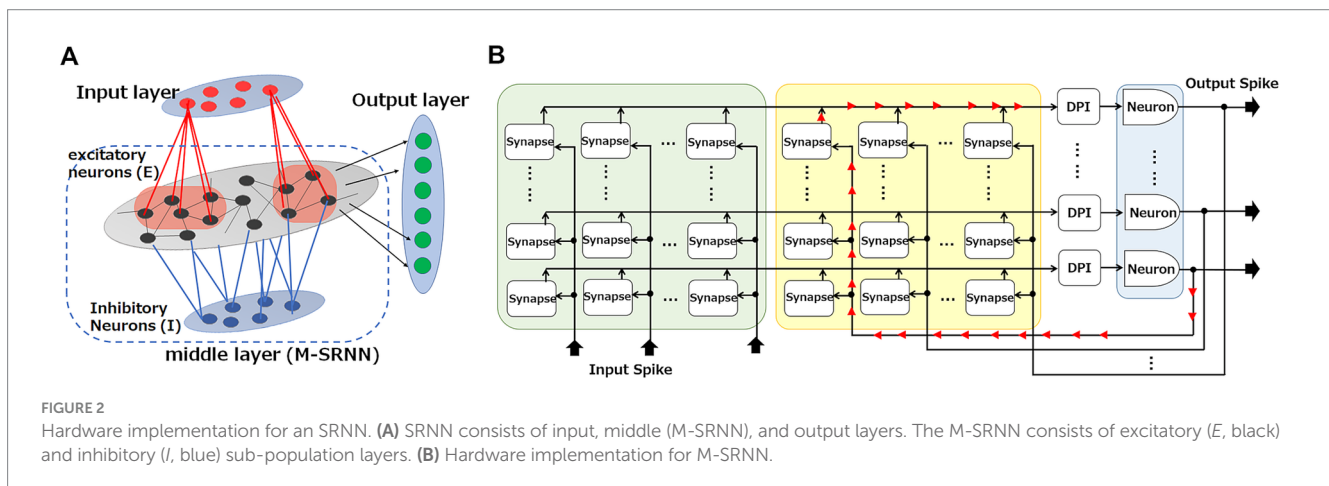 A
Input layer
Output layer
excitatory
neurons (E)
Inhibitory
Neurons (I)
middle layer (M-SRNN)
B
Output Spike
DPI
Neuron
Synapse
Synapse
...
Synapse
Synapse
Synapse
...
Synapse
DPI
Neuron
Synapse
Synapse
...
Synapse
Synapse
Synapse
...
Synapse
DPI
Neuron
Synapse
Synapse
...
Synapse
Synapse
Synapse
...
Synapse
Input Spike
FIGURE 2
Hardware implementation for an SRNN. (A) SRNN consists of input, middle (M-SRNN), and output layers. The M-SRNN consists of excitatory (E, black)
and inhibitory (I, blue) sub-population layers. (B) Hardware implementation for M-SRNN.